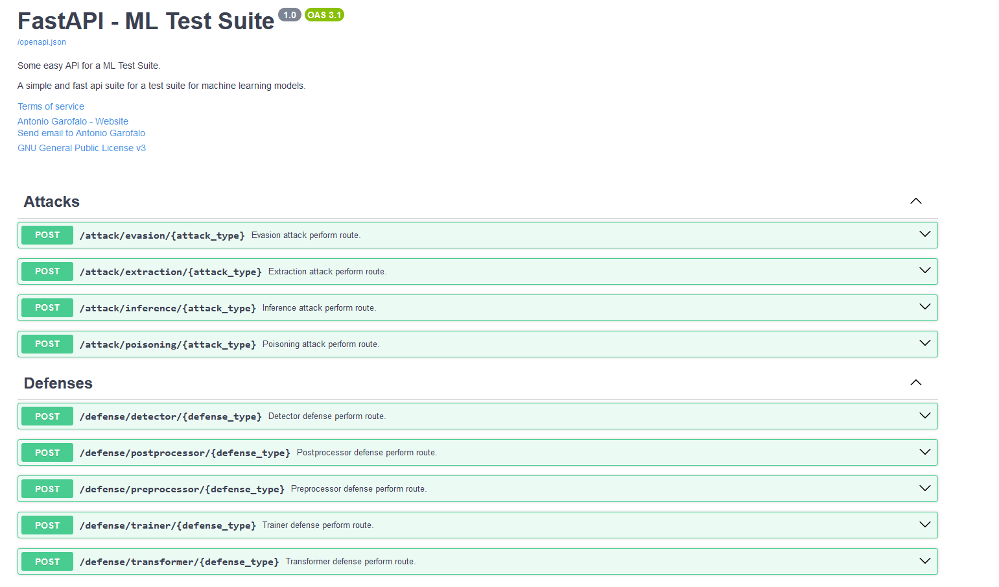 FastAPI - ML Test Suite 1.0 OAS 3.1
/openapi.json
Some easy API for a ML Test Suite.
A simple and fast api suite for a test suite for machine learning models.
Terms of service
Antonio Garofalo - Website
Send email to Antonio Garofalo
GNU General Public License v3
Attacks
POST /attack/evasion/{attack_type} Evasion attack perform route.
POST /attack/extraction/{attack_type} Extraction attack perform route.
POST /attack/inference/{attack_type} Inference attack perform route.
POST /attack/poisoning/{attack_type} Poisoning attack perform route.
Defenses
POST /defense/detector/{defense_type} Detector defense perform route.
POST /defense/postprocessor/{defense_type} Postprocessor defense perform route.
POST /defense/preprocessor/{defense_type} Preprocessor defense perform route.
POST /defense/trainer/{defense_type} Trainer defense perform route.
POST /defense/transformer/{defense_type} Transformer defense perform route.